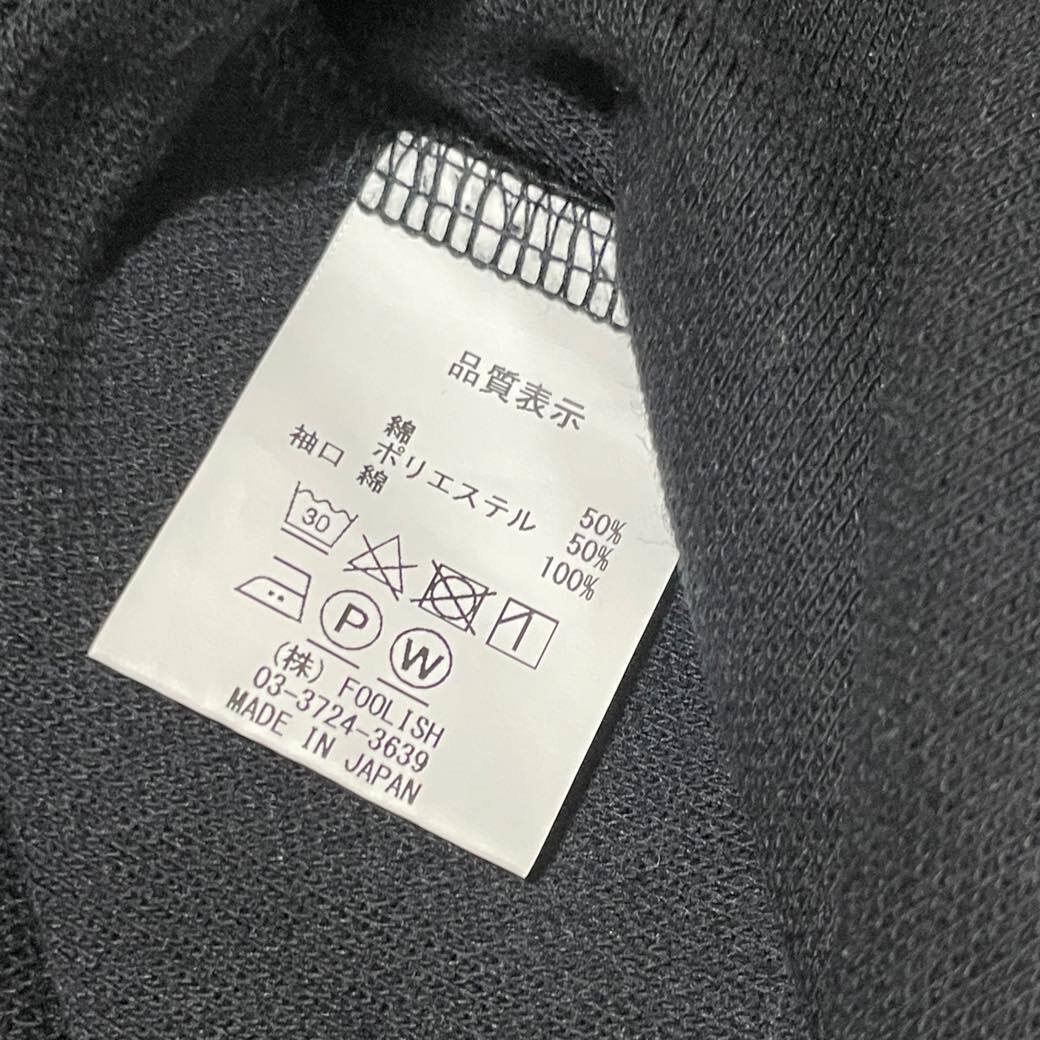 品質表示
綿 50%
ポリエステル 50%
袖口 綿 100%
30
P W
(株) FOOLISH
03-3724-3639
MADE IN JAPAN